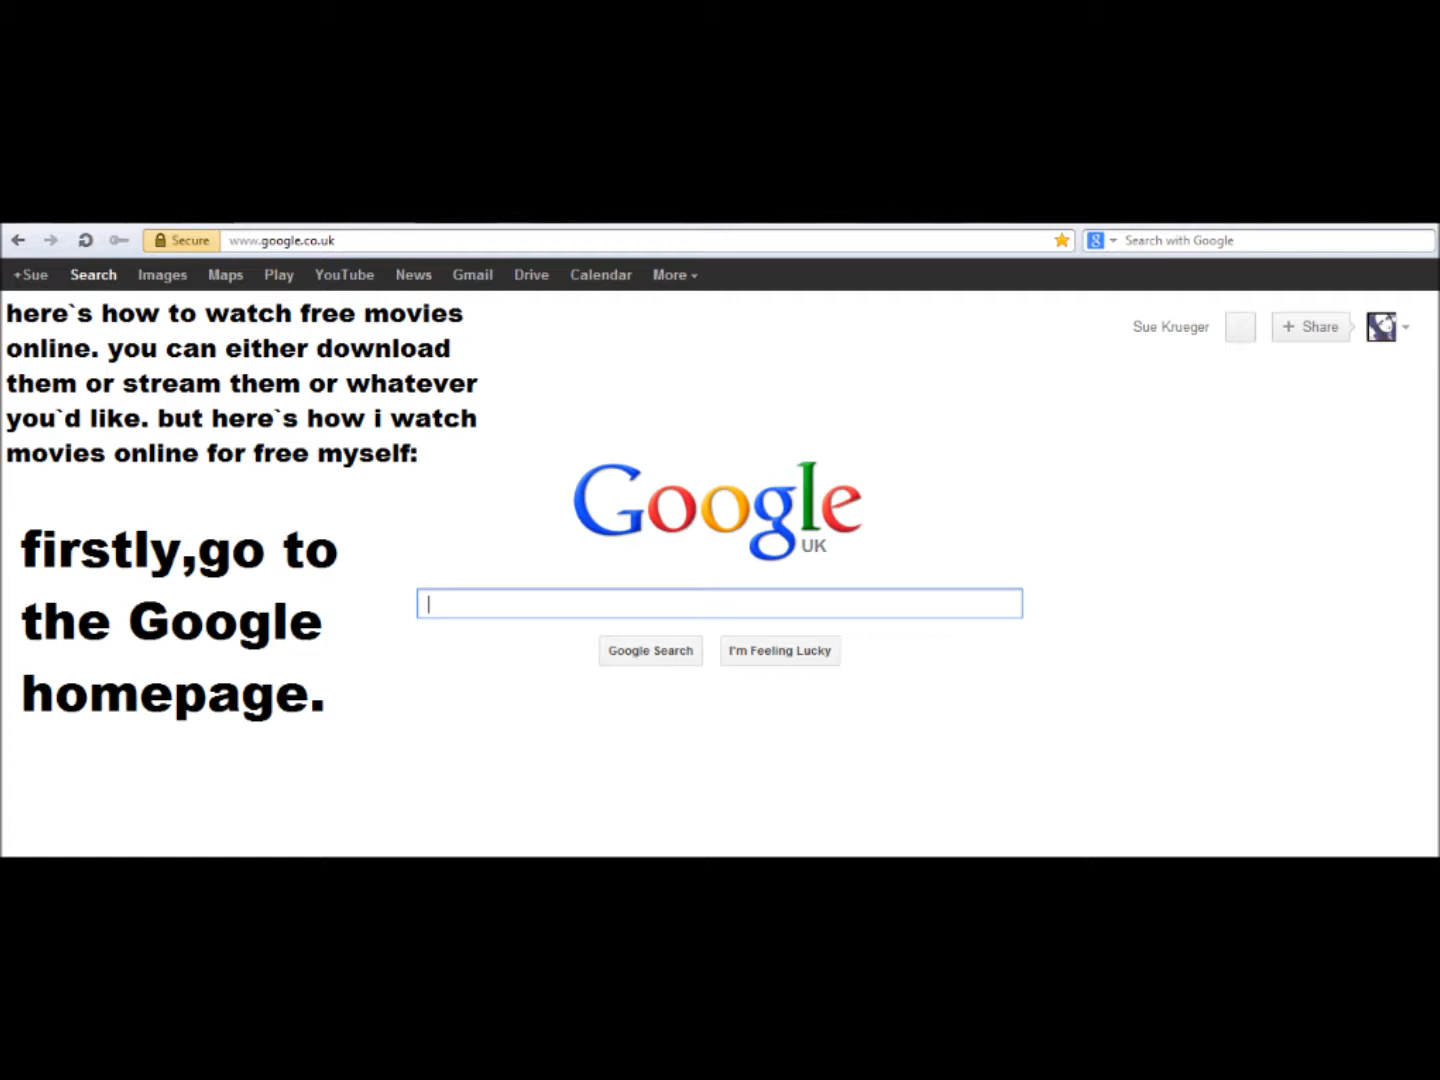 Secure www.google.co.uk Search with Google
+Sue Search Images Maps Play YouTube News Gmail Drive Calendar More
here`s how to watch free movies
online. you can either download
them or stream them or whatever
you`d like. but here`s how i watch
movies online for free myself:
Sue Krueger + Share
Google
UK
firstly,go to
the Google
homepage.
Google Search I'm Feeling Lucky